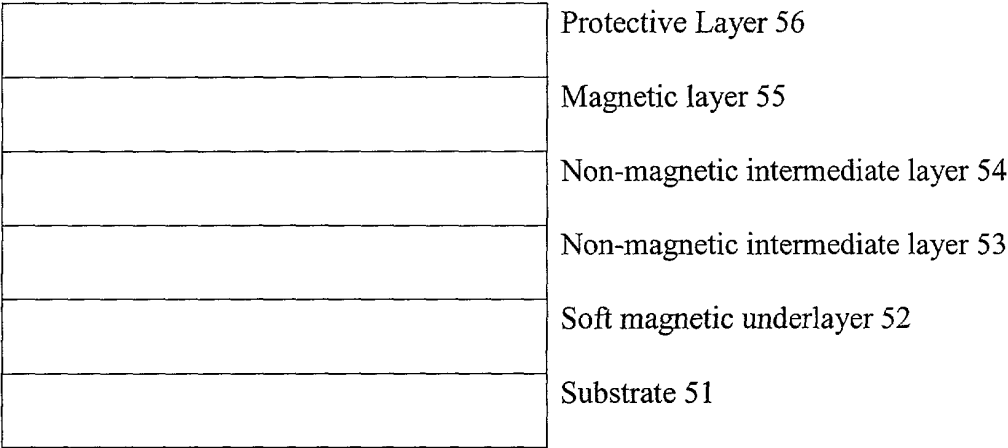 Protective Layer 56
Magnetic layer 55
Non-magnetic intermediate layer 54
Non-magnetic intermediate layer 53
Soft magnetic underlayer 52
Substrate 51